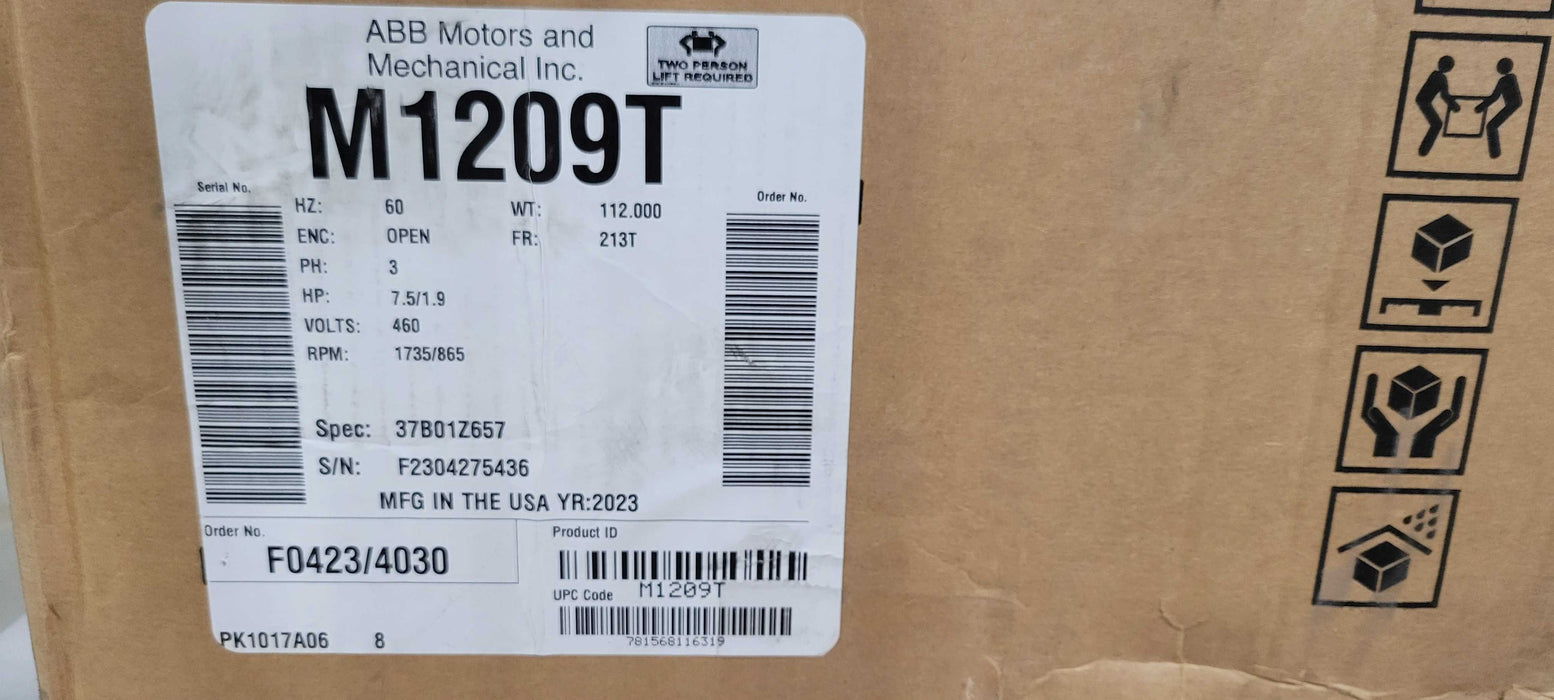 ABB Motors and
Mechanical Inc.
TWO PERSON
LIFT REQUIRED
M1209T
Serial No.
Order No.
HZ: 60 WT: 112.000
ENC: OPEN FR: 213T
PH: 3
HP: 7.5/1.9
VOLTS: 460
RPM: 1735/865
Spec: 37B01Z657
S/N: F2304275436
MFG IN THE USA YR:2023
Order No.
F0423/4030
Product ID
M1209T
UPC Code
781568116319
PK1017A06 8